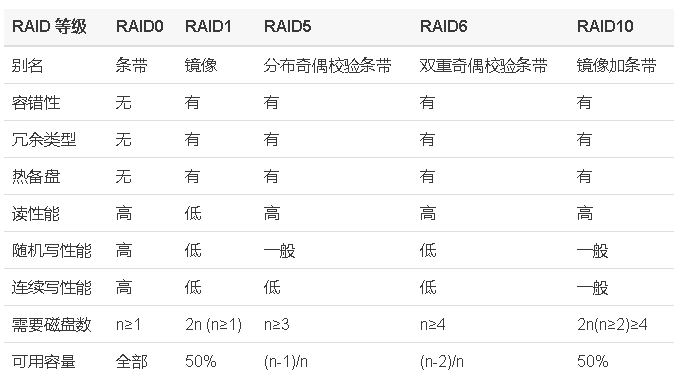 RAID 等级 RAID0 RAID1 RAID5 RAID6 RAID10
别名 条带 镜像 分布奇偶校验条带 双重奇偶校验条带 镜像加条带
容错性 无 有 有 有 有
冗余类型 无 有 有 有 有
热备盘 无 有 有 有 有
读性能 高 低 高 高 高
随机写性能 高 低 一般 低 一般
连续写性能 高 低 低 低 一般
需要磁盘数 n≥1 2n (n≥1) n≥3 n≥4 2n(n≥2)≥4
可用容量 全部 50% (n-1)/n (n-2)/n 50%